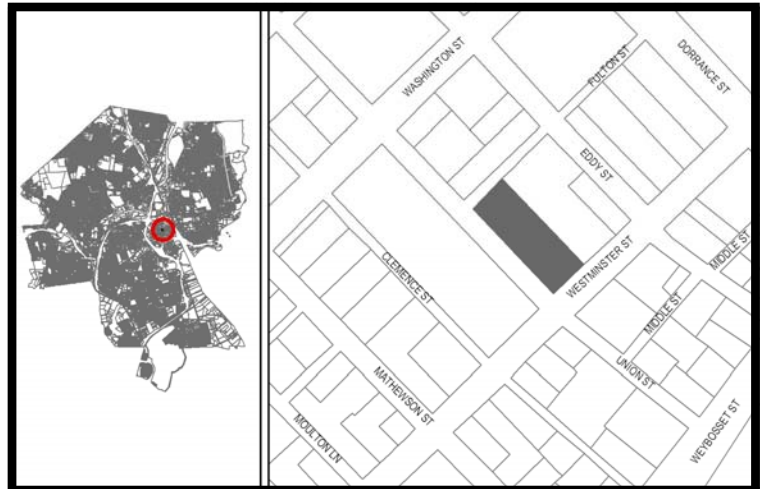 WASHINGTON ST
FULTON ST
DORRANCE ST
EDDY ST
CLEMENCE ST
WESTMINSTER ST
MIDDLE ST
MIDDLE ST
UNION ST
MATHEWSON ST
MOULTON LN
WEYBOSSET ST